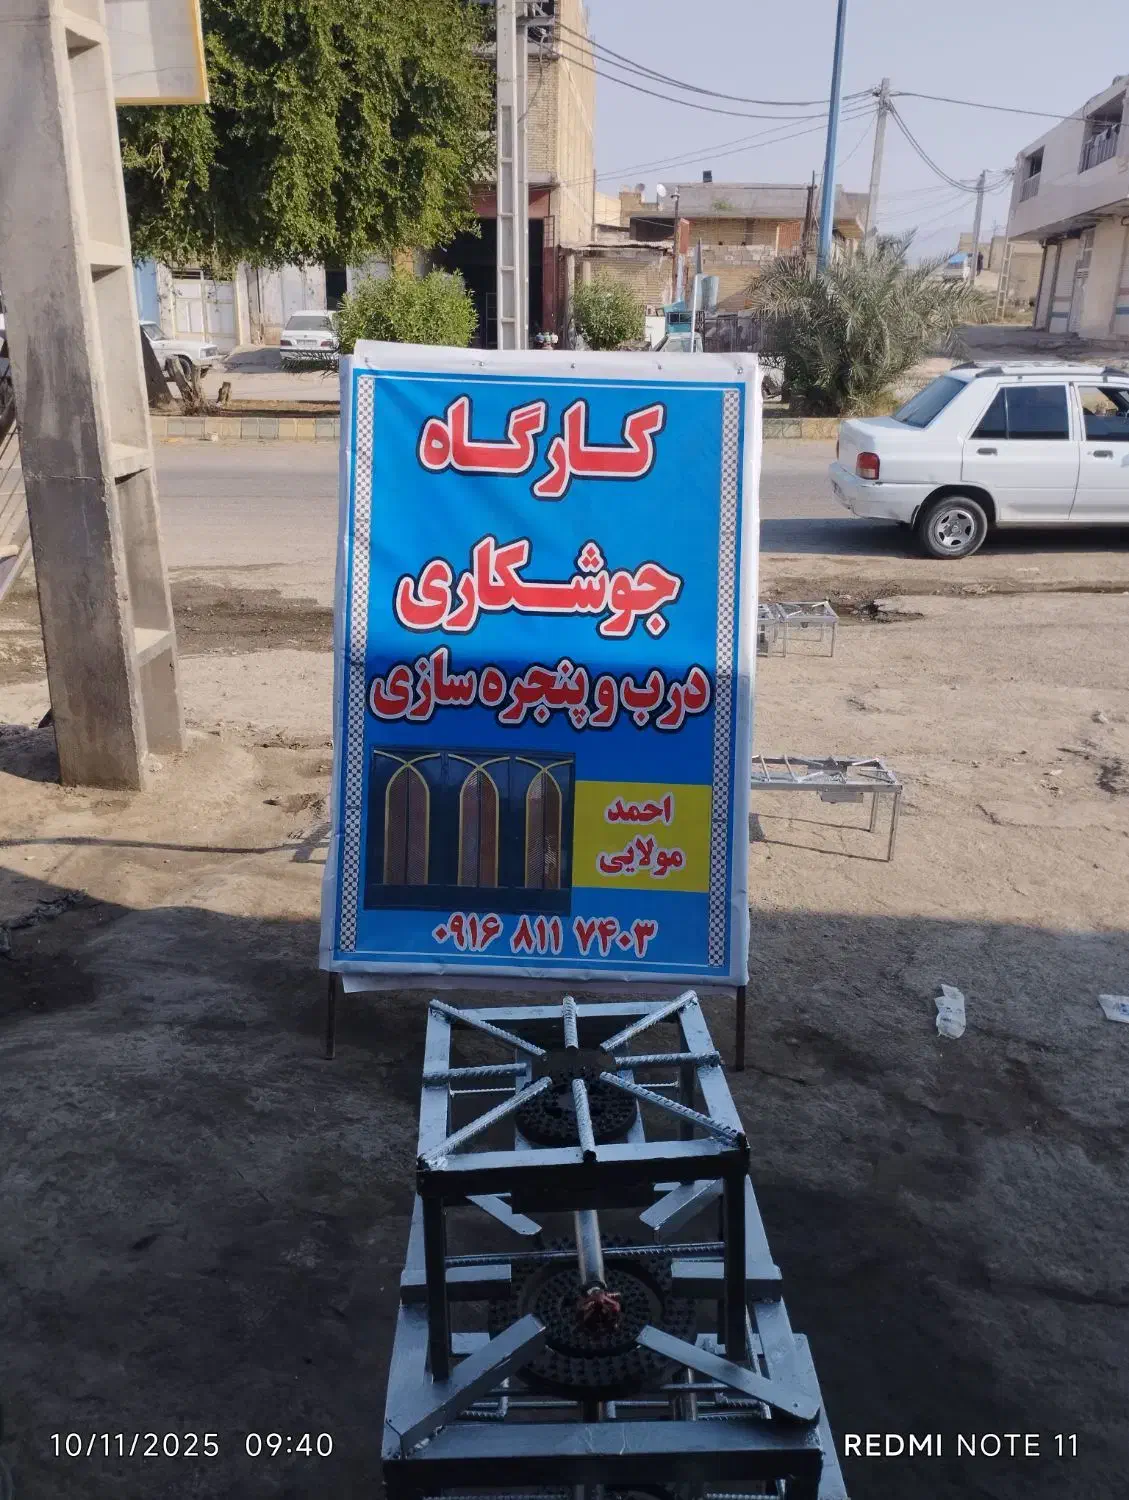 کارگاه
جوشکاری
درب و پنجره سازی
احمد
مولایی
۰۹۱۶ ۸۱۱ ۷۴۰۳
10/11/2025 09:40
REDMI NOTE 11